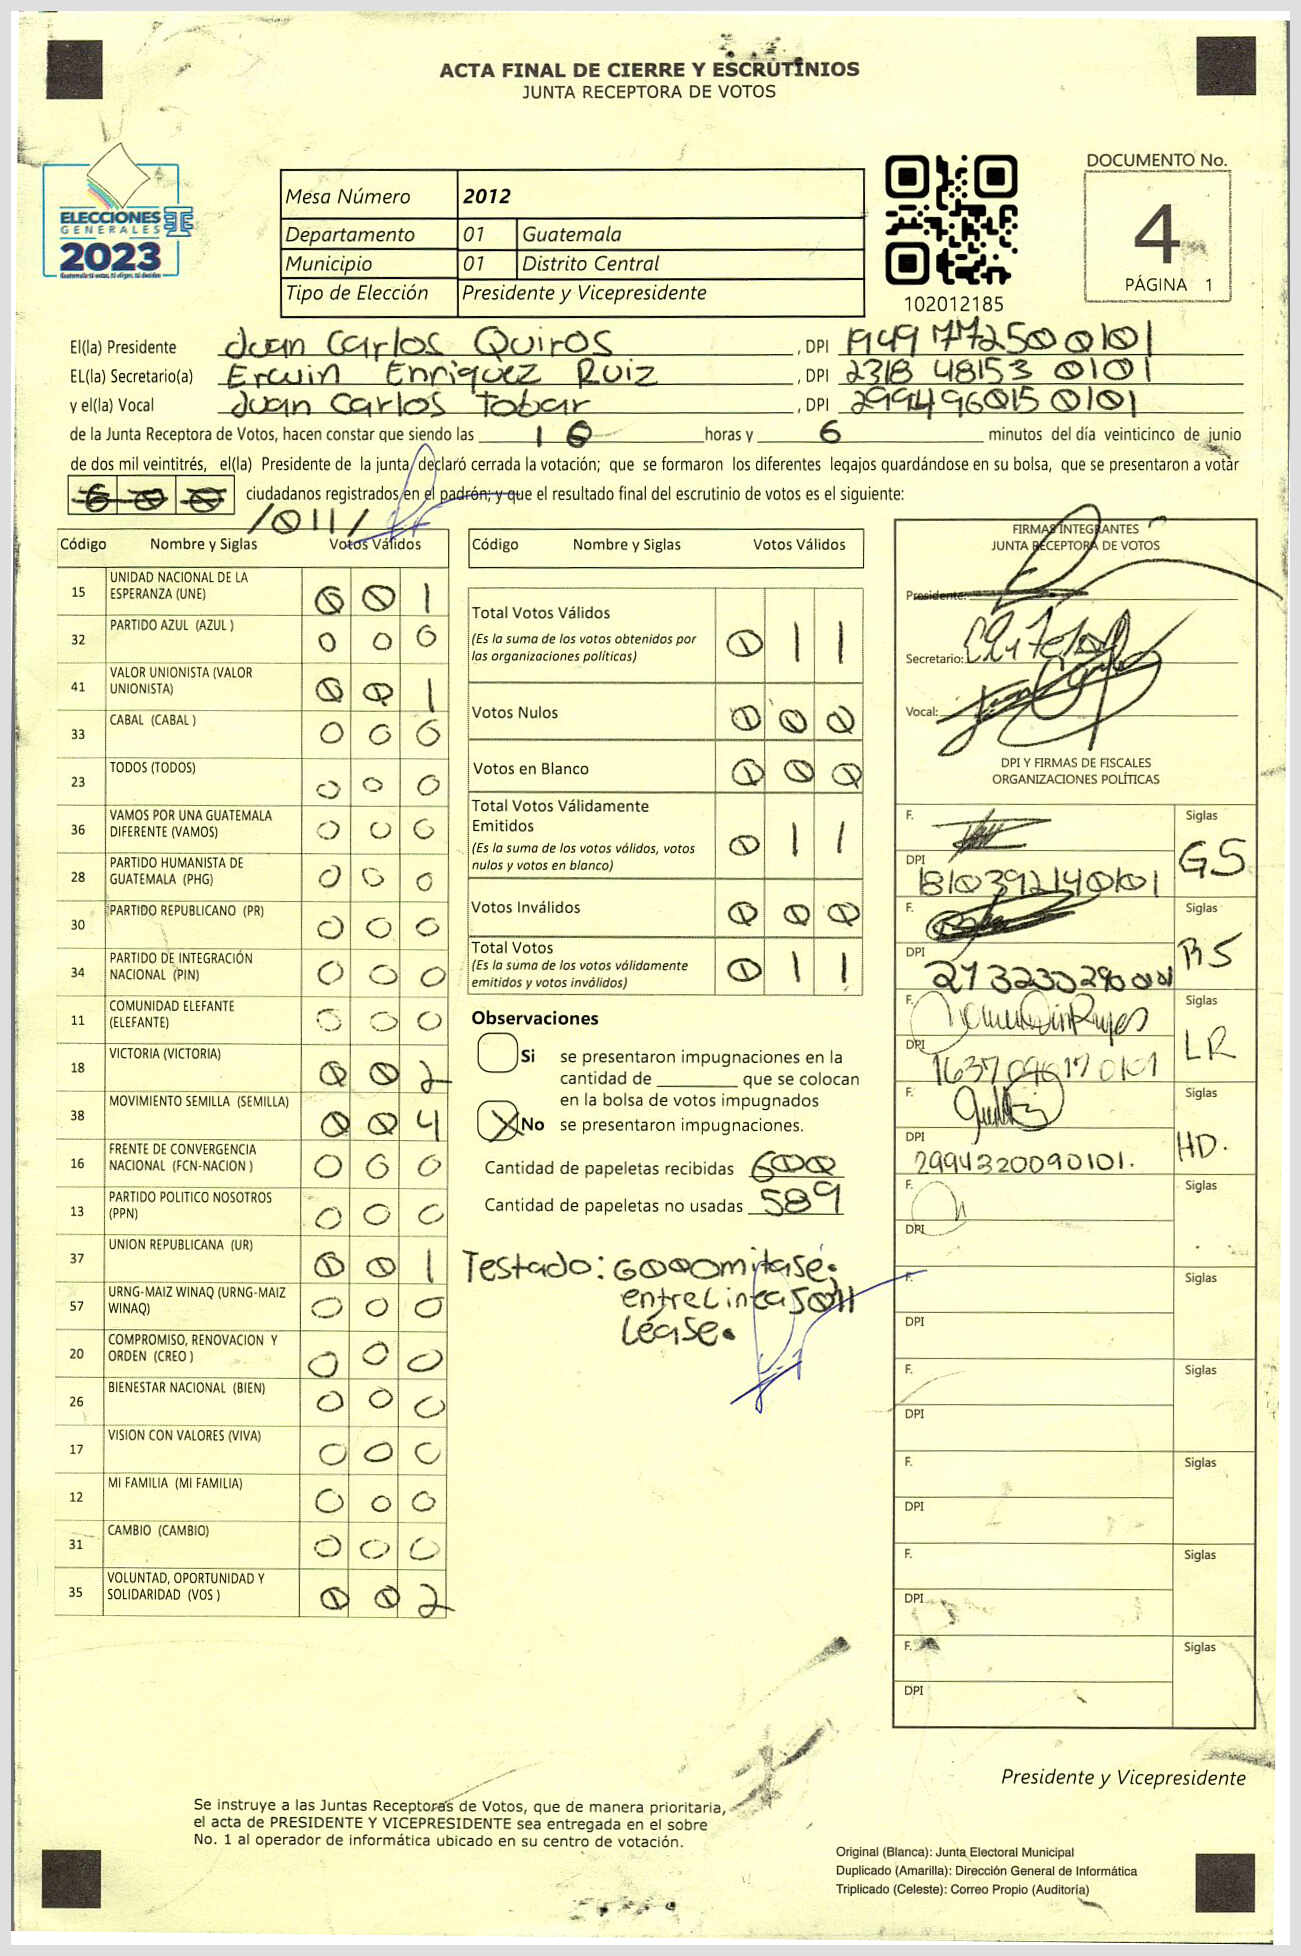 ACTA FINAL DE CIERRE Y ESCRUTINIOS
JUNTA RECEPTORA DE VOTOS
ELECCIONES
GENERALES
2023
Mesa Número 2012
Departamento 01 Guatemala
Municipio 01 Distrito Central
Tipo de Elección Presidente y Vicepresidente
102012185
DOCUMENTO No.
4
PÁGINA 1
El(la) Presidente Juan Carlos Quiros, DPI 1949 77250 0101
EL(la) Secretario(a) Erwin Enriquez Ruiz, DPI 2318 48153 0101
y el(la) Vocal Juan Carlos Tobar, DPI 299496015 0101
de la Junta Receptora de Votos, hacen constar que siendo las 16 horas y 6 minutos del día veinticinco de junio
de dos mil veintitrés, el(la) Presidente de la junta declaró cerrada la votación; que se formaron los diferentes legajos guardándose en su bolsa, que se presentaron a votar
600 ciudadanos registrados en el padrón; y que el resultado final del escrutinio de votos es el siguiente:
/011/
Código Nombre y Siglas Votos Válidos
15 UNIDAD NACIONAL DE LA ESPERANZA (UNE) 0 0 1
32 PARTIDO AZUL (AZUL ) 0 0 0
41 VALOR UNIONISTA (VALOR UNIONISTA) 0 0 1
33 CABAL (CABAL ) 0 0 0
23 TODOS (TODOS) 0 0 0
36 VAMOS POR UNA GUATEMALA DIFERENTE (VAMOS) 0 0 0
28 PARTIDO HUMANISTA DE GUATEMALA (PHG) 0 0 0
30 PARTIDO REPUBLICANO (PR) 0 0 0
34 PARTIDO DE INTEGRACIÓN NACIONAL (PIN) 0 0 0
11 COMUNIDAD ELEFANTE (ELEFANTE) 0 0 0
18 VICTORIA (VICTORIA) 0 0 2
38 MOVIMIENTO SEMILLA (SEMILLA) 0 0 4
16 FRENTE DE CONVERGENCIA NACIONAL (FCN-NACION ) 0 0 0
13 PARTIDO POLITICO NOSOTROS (PPN) 0 0 0
37 UNION REPUBLICANA (UR) 0 0 1
57 URNG-MAIZ WINAQ (URNG-MAIZ WINAQ) 0 0 0
20 COMPROMISO, RENOVACION Y ORDEN (CREO ) 0 0 0
26 BIENESTAR NACIONAL (BIEN) 0 0 0
17 VISION CON VALORES (VIVA) 0 0 0
12 MI FAMILIA (MI FAMILIA) 0 0 0
31 CAMBIO (CAMBIO) 0 0 0
35 VOLUNTAD, OPORTUNIDAD Y SOLIDARIDAD (VOS ) 0 0 2
Código Nombre y Siglas Votos Válidos
Total Votos Válidos 0 1 1
(Es la suma de los votos obtenidos por
las organizaciones políticas)
Votos Nulos 0 0 0
Votos en Blanco 0 0 0
Total Votos Válidamente
Emitidos 0 1 1
(Es la suma de los votos válidos, votos
nulos y votos en blanco)
Votos Inválidos 0 0 0
Total Votos 0 1 1
(Es la suma de los votos válidamente
emitidos y votos inválidos)
Observaciones
Si se presentaron impugnaciones en la
cantidad de ________ que se colocan
en la bolsa de votos impugnados
X No se presentaron impugnaciones.
Cantidad de papeletas recibidas 600
Cantidad de papeletas no usadas 589
Testado: 600 Omitasé.
entreLineas 011
Léase.
FIRMAS INTEGRANTES
JUNTA RECEPTORA DE VOTOS
Presidente:
Secretario:
Vocal:
DPI Y FIRMAS DE FISCALES
ORGANIZACIONES POLÍTICAS
F. Siglas GS
DPI 1810392140101
F. Siglas BS
DPI
F. Siglas LR
DPI
F. Siglas HD.
DPI 2994320090101.
F. Siglas
DPI
F. Siglas
DPI
F. Siglas
DPI
F. Siglas
DPI
F. Siglas
DPI
F. Siglas
DPI
Presidente y Vicepresidente
Se instruye a las Juntas Receptoras de Votos, que de manera prioritaria,
el acta de PRESIDENTE Y VICEPRESIDENTE sea entregada en el sobre
No. 1 al operador de informática ubicado en su centro de votación.
Original (Blanca): Junta Electoral Municipal
Duplicado (Amarilla): Dirección General de Informática
Triplicado (Celeste): Correo Propio (Auditoría)